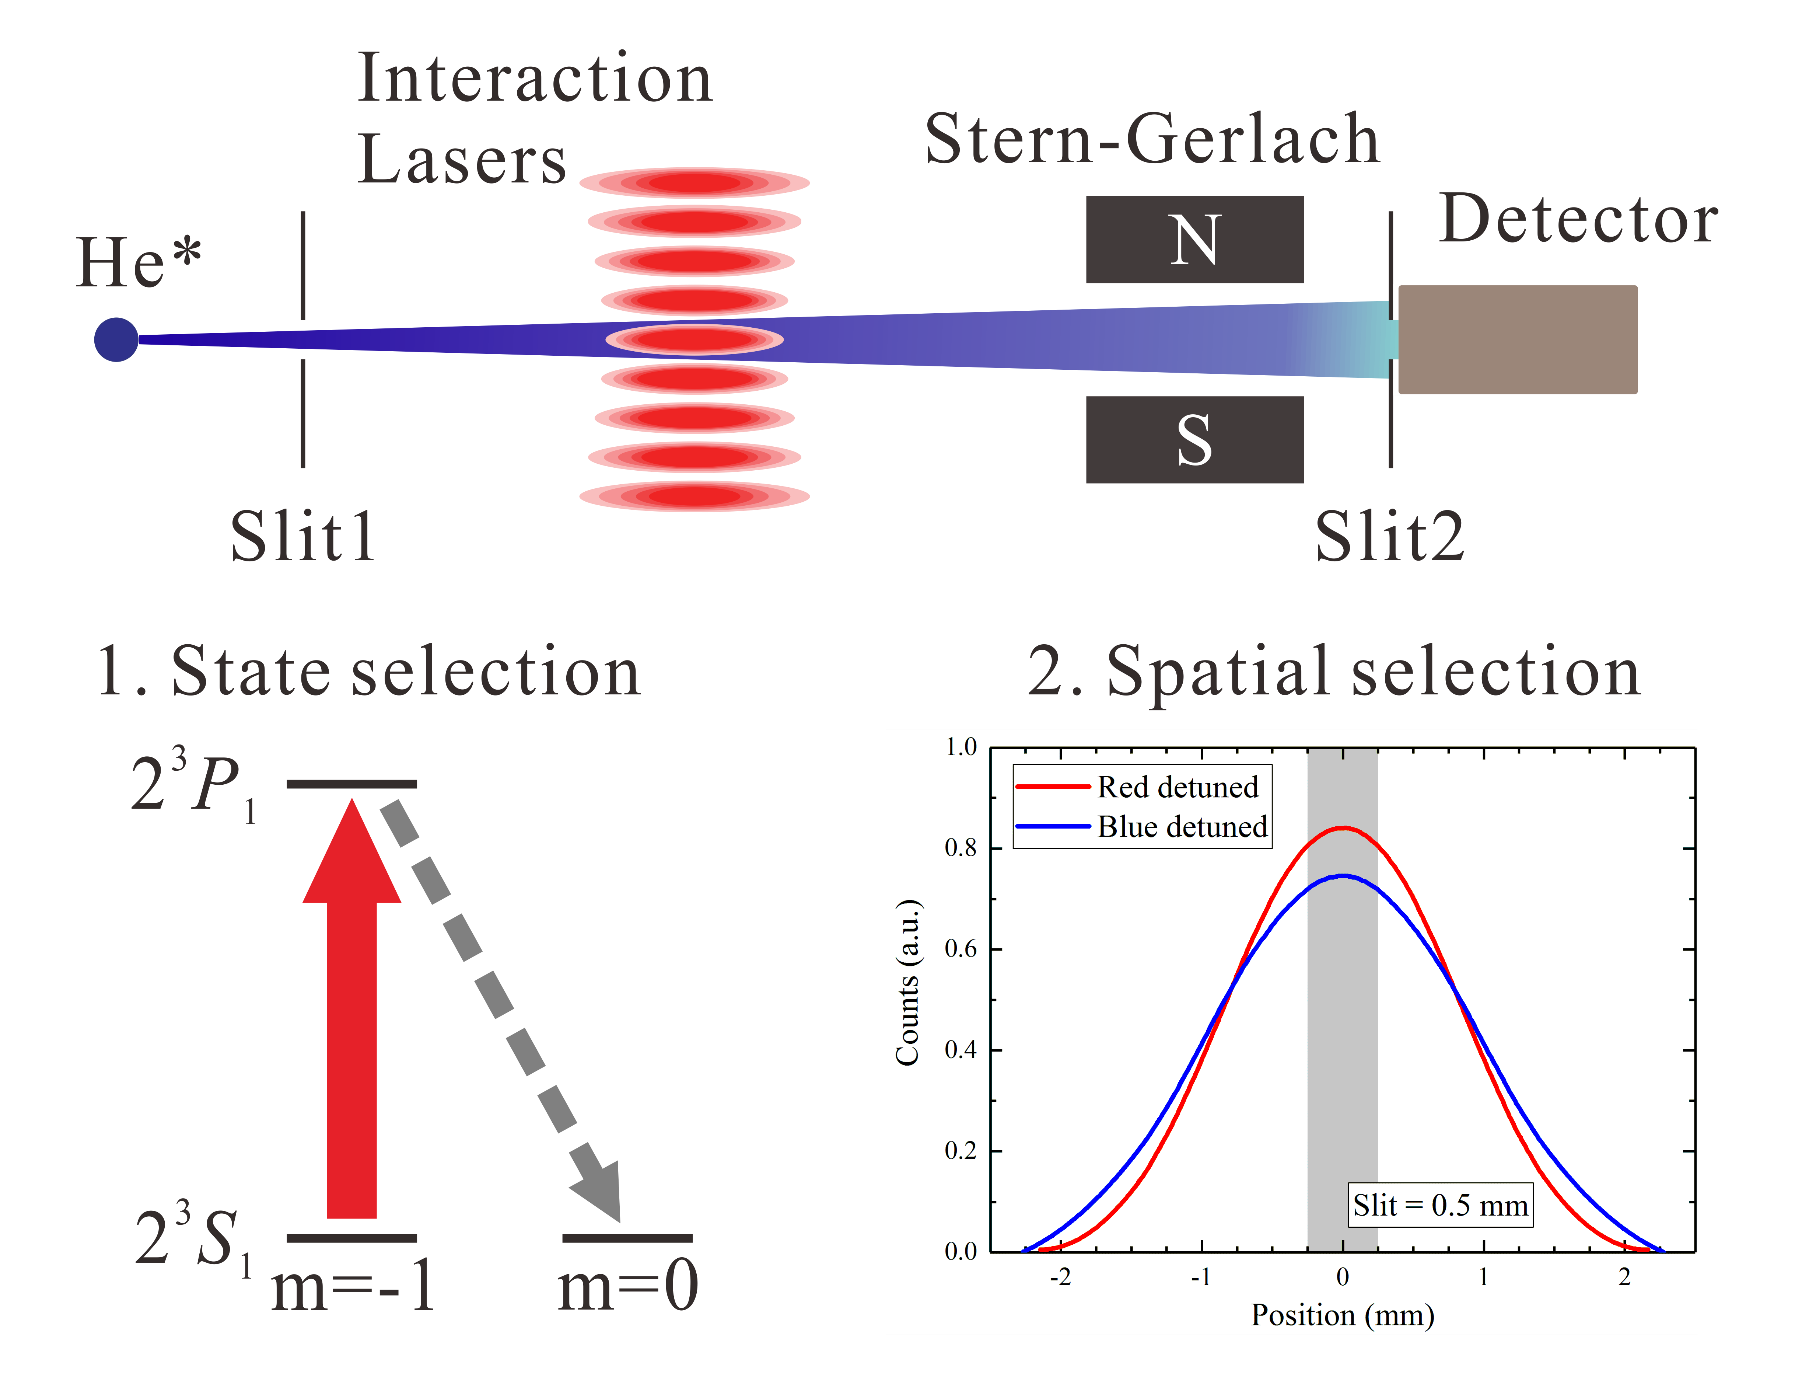 Interaction
Lasers
Stern-Gerlach
Detector
He*
N
S
Slit1
Slit2
1. State selection
2³P₁
2³S₁
m=-1
m=0
2. Spatial selection
Red detuned
Blue detuned
Slit = 0.5 mm
Counts (a.u.)
1.0
0.8
0.6
0.4
0.2
0.0
-2
-1
0
1
2
Position (mm)